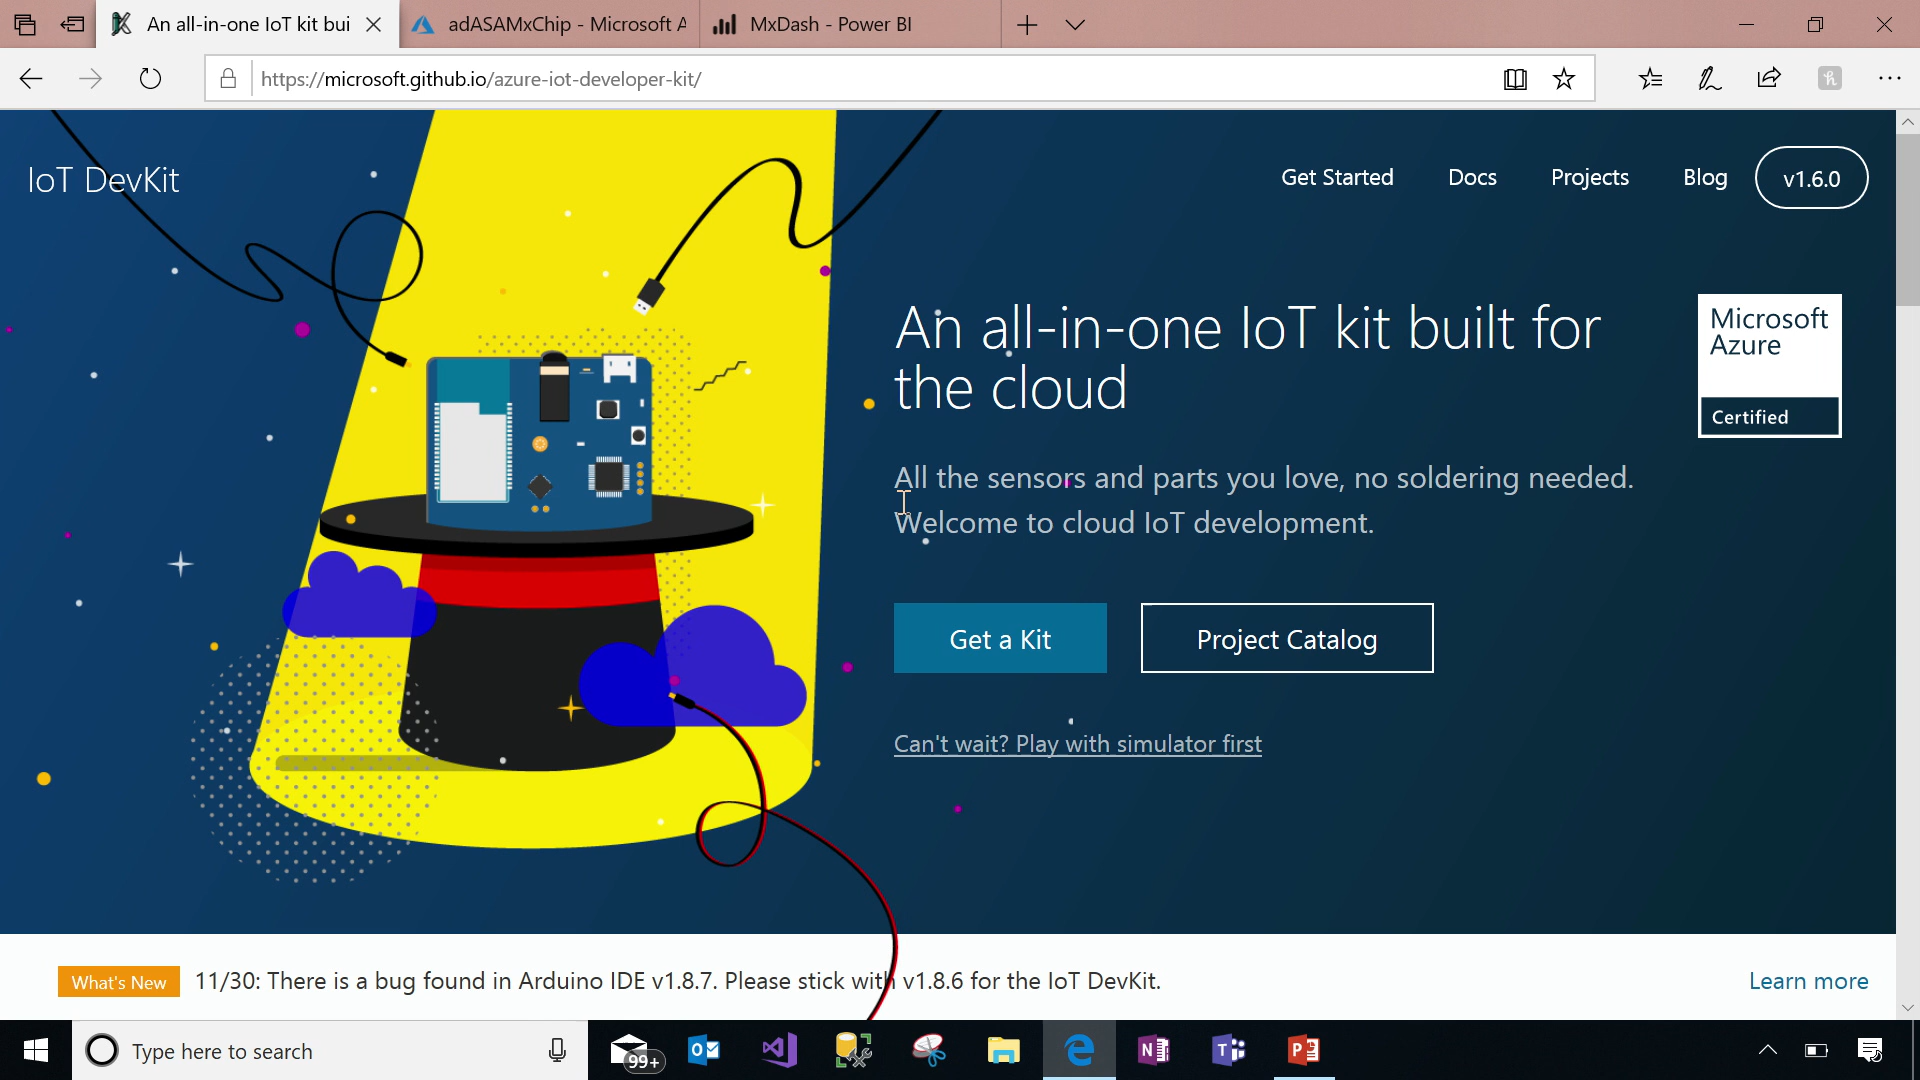 An all-in-one IoT kit bui
adASAMxChip - Microsoft A
MxDash - Power BI
https://microsoft.github.io/azure-iot-developer-kit/
IoT DevKit
Get Started
Docs
Projects
Blog
v1.6.0
An all-in-one IoT kit built for
the cloud
Microsoft
Azure
Certified
All the sensors and parts you love, no soldering needed.
Welcome to cloud IoT development.
Get a Kit
Project Catalog
Can't wait? Play with simulator first
What's New
11/30: There is a bug found in Arduino IDE v1.8.7. Please stick with v1.8.6 for the IoT DevKit.
Learn more
Type here to search
99+